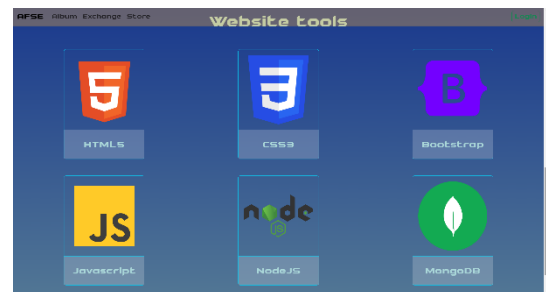 AFSE Album Exchange Store
Website tools
5
3
B
HTML5
CSS3
Bootstrap
JS
node
JS
Javascript
NodeJS
MongoDB